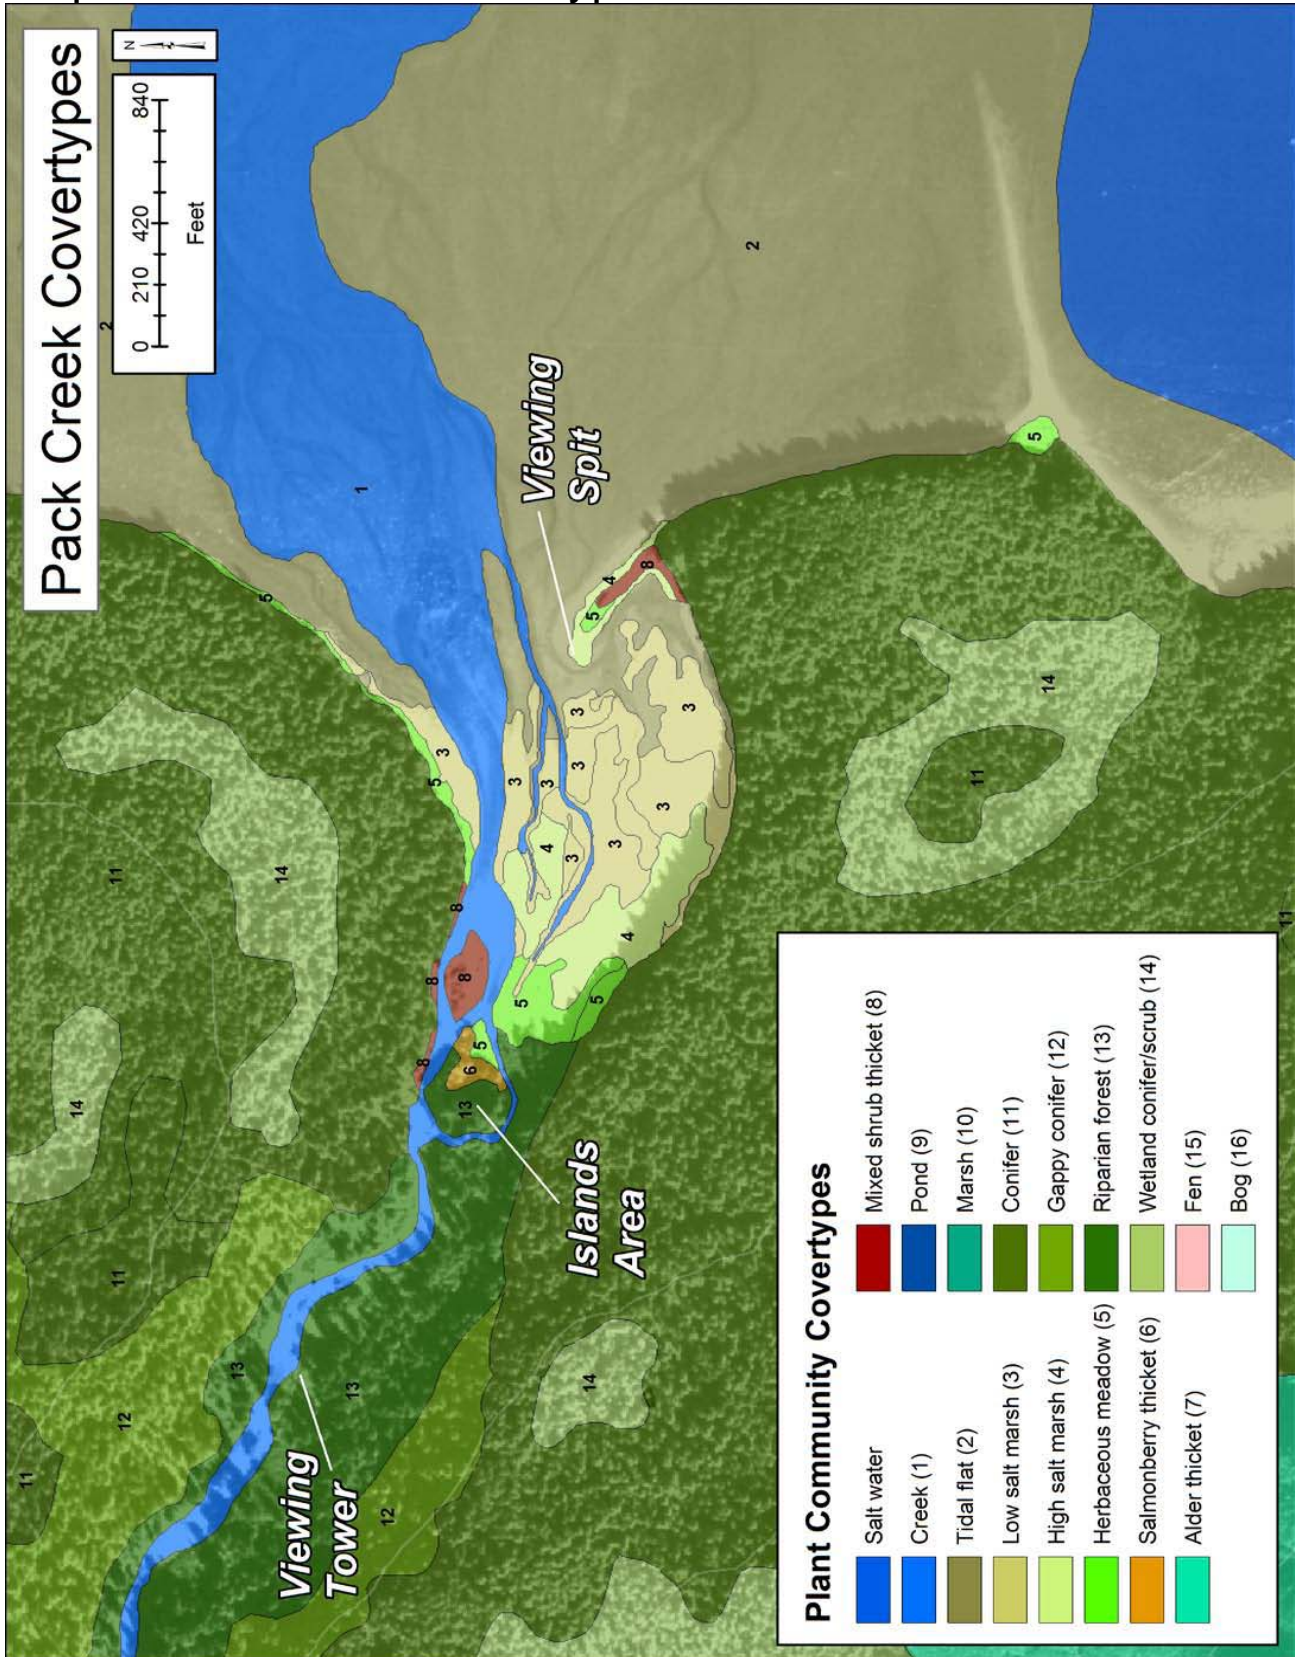 Pack Creek Covertypes
N
0 210 420 840
Feet
Viewing
Spit
Islands
Area
Viewing
Tower
2
2
1
5
5
4
8
5
3
5
3
3
3
3
3
4
3
3
3
3
4
8
8
8
8
5
5
5
6
13
14
11
14
11
14
11
14
11
12
11
13
13
12
14
11
Plant Community Covertypes
Salt water
Creek (1)
Tidal flat (2)
Low salt marsh (3)
High salt marsh (4)
Herbaceous meadow (5)
Salmonberry thicket (6)
Alder thicket (7)
Mixed shrub thicket (8)
Pond (9)
Marsh (10)
Conifer (11)
Gappy conifer (12)
Riparian forest (13)
Wetland conifer/scrub (14)
Fen (15)
Bog (16)